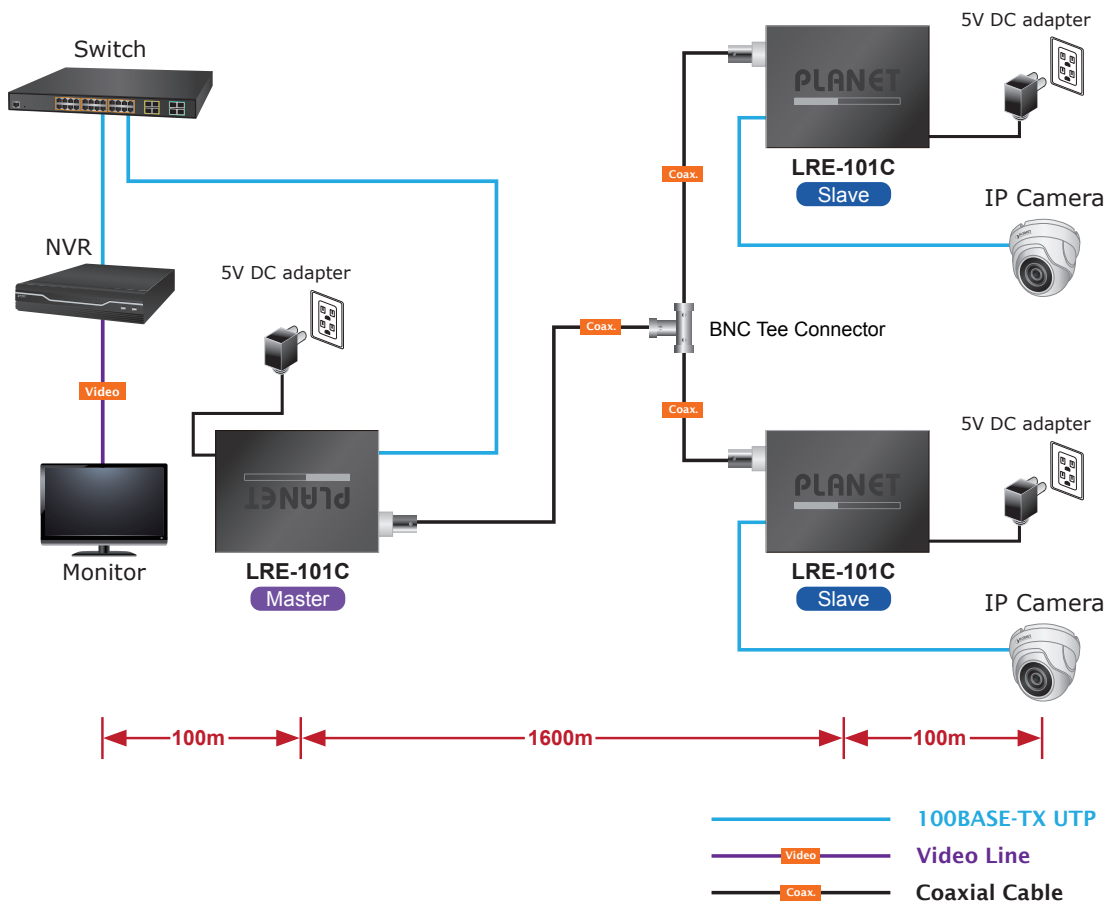 Switch
NVR
Video
Monitor
5V DC adapter
PLANET
LRE-101C
Master
Coax.
BNC Tee Connector
Coax.
Coax.
5V DC adapter
PLANET
LRE-101C
Slave
IP Camera
5V DC adapter
PLANET
LRE-101C
Slave
IP Camera
100m
1600m
100m
100BASE-TX UTP
Video
Video Line
Coax.
Coaxial Cable